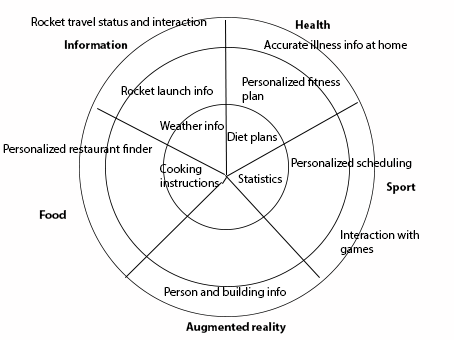 Rocket travel status and interaction
Health
Information
Accurate illness info at home
Rocket launch info
Personalized fitness
plan
Weather info
Diet plans
Personalized restaurant finder
Cooking
instructions
Statistics
Personalized scheduling
Sport
Food
Interaction with
games
Person and building info
Augmented reality